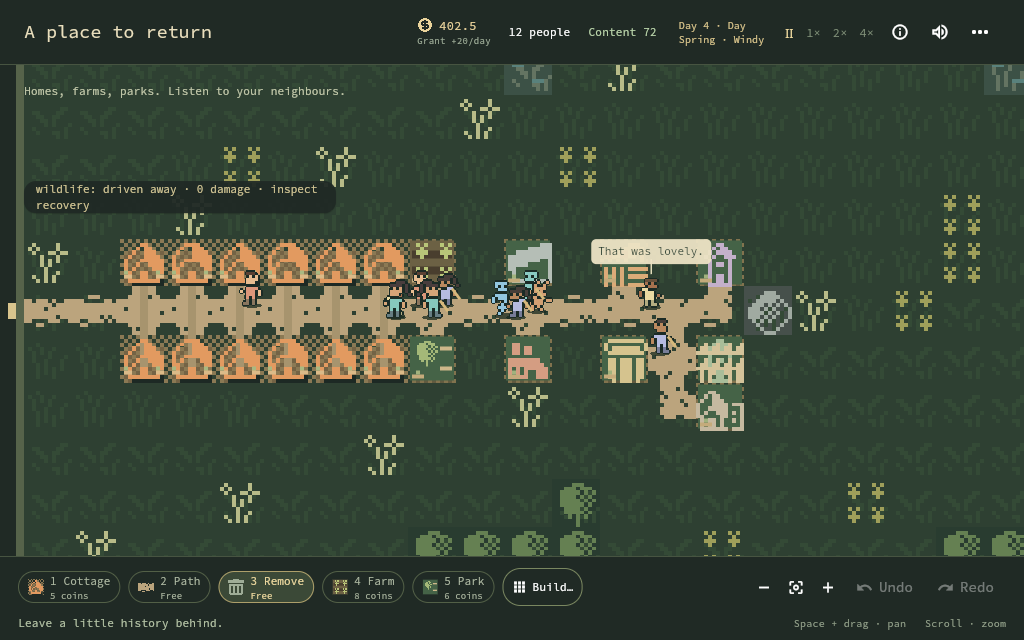 A place to return
402.5
Grant +20/day
12 people
Content 72
Day 4 · Day
Spring · Windy
II 1× 2× 4×
Homes, farms, parks. Listen to your neighbours.
wildlife: driven away · 0 damage · inspect
recovery
That was lovely.
1 Cottage
5 coins
2 Path
Free
3 Remove
Free
4 Farm
8 coins
5 Park
6 coins
Build…
Undo
Redo
Leave a little history behind.
Space + drag · pan
Scroll · zoom